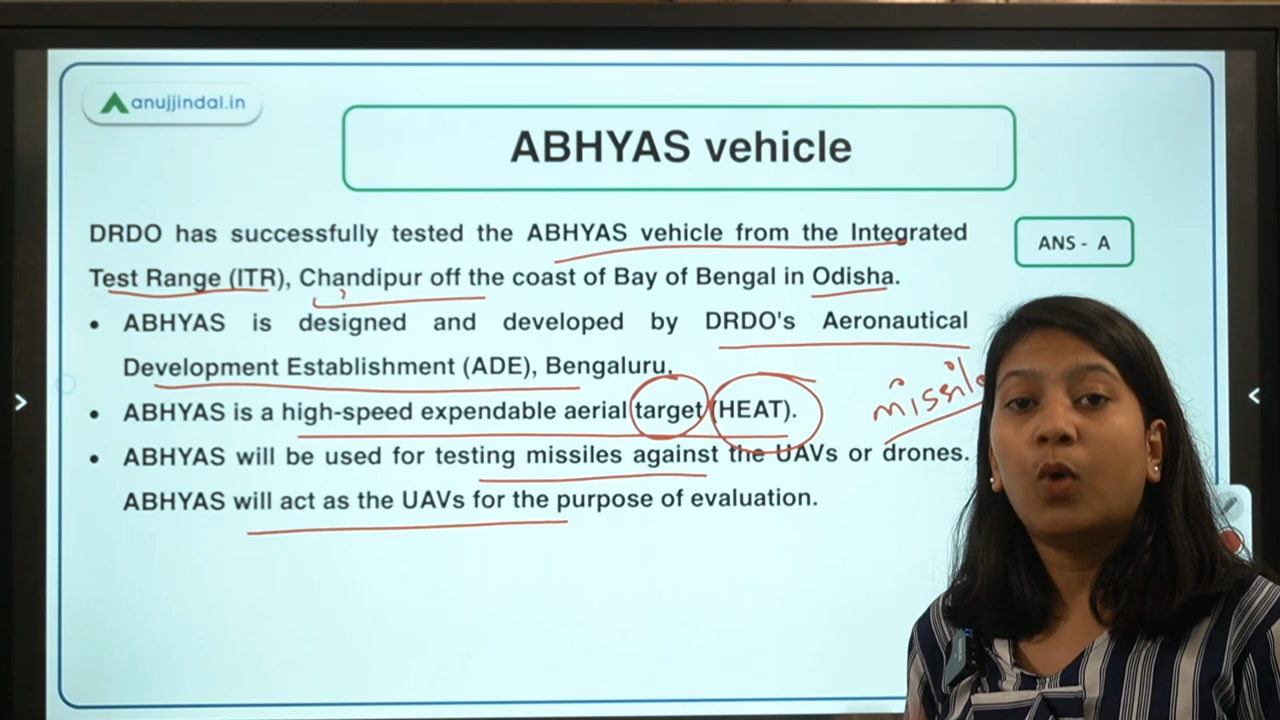 anujjindal.in
ABHYAS vehicle
DRDO has successfully tested the ABHYAS vehicle from the Integrated
Test Range (ITR), Chandipur off the coast of Bay of Bengal in Odisha.
ANS - A
• ABHYAS is designed and developed by DRDO's Aeronautical
Development Establishment (ADE), Bengaluru.
• ABHYAS is a high-speed expendable aerial target (HEAT).
missile
• ABHYAS will be used for testing missiles against the UAVs or drones.
ABHYAS will act as the UAVs for the purpose of evaluation.